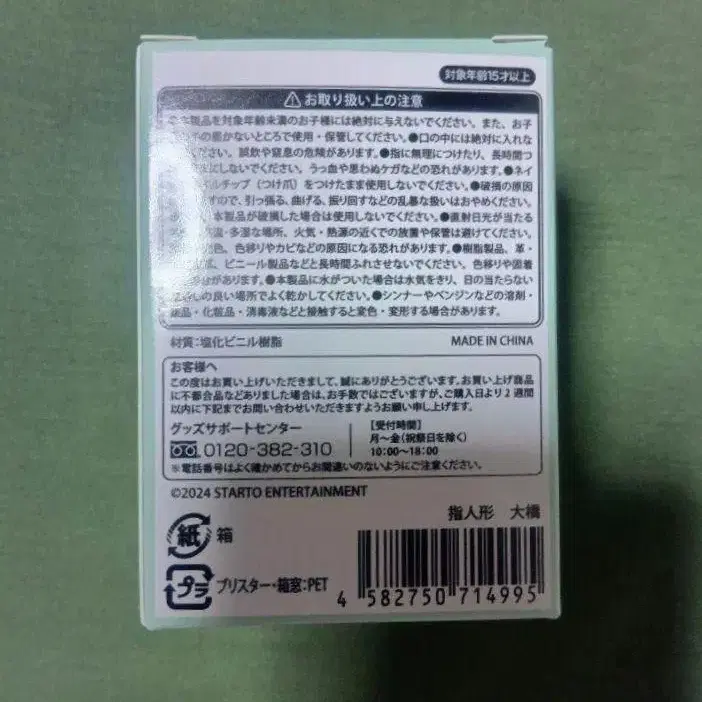 対象年齢15才以上
⚠お取り扱い上の注意
本製品を対象年齢未満のお子様には絶対に与えないでください。また、お子
の届かないところで使用・保管してください。●口の中には絶対に入れな
ください。誤飲や窒息の危険があります。●指に無理につけたり、長時間つ
にしないでください。うっ血や思わぬケガなどの恐れがあります。●ネイ
ルチップ（つけ爪）をつけたまま使用しないでください。●破損の原因
ますので、引っ張る、曲げる、振り回すなどの乱暴な扱いはおやめください。
本製品が破損した場合は使用しないでください。●直射日光が当たる
・多湿な場所、火気・熱源の近くでの放置や保管は避けてください。
色、色移りやカビなどの原因になる恐れがあります。●樹脂製品、革・
ビニール製品などと長時間ふれさせないでください。色移りや固着
があります。●本製品に水がついた場合は水気をきり、日の当たらない
の良い場所でよく乾かしてください。●シンナーやベンジンなどの溶剤・
薬品・化粧品・消毒液などと接触すると変色・変形する場合があります。
材質：塩化ビニル樹脂 MADE IN CHINA
お客様へ
この度はお買い上げいただきまして、誠にありがとうございます。お買い上げ商品
に不都合品などありました場合は、お手数ではございますが、ご購入日より2週間
以内に下記までお問い合わせいただきますようお願い申し上げます。
グッズサポートセンター
0120-382-310
【受付時間】
月〜金（祝祭日を除く）
10:00〜18:00
※電話番号はよく確かめてからお間違いのないようにご注意ください。
©2024 STARTO ENTERTAINMENT
指人形 大橋
紙 箱
プラ ブリスター・箱窓：PET
4 582750 714995